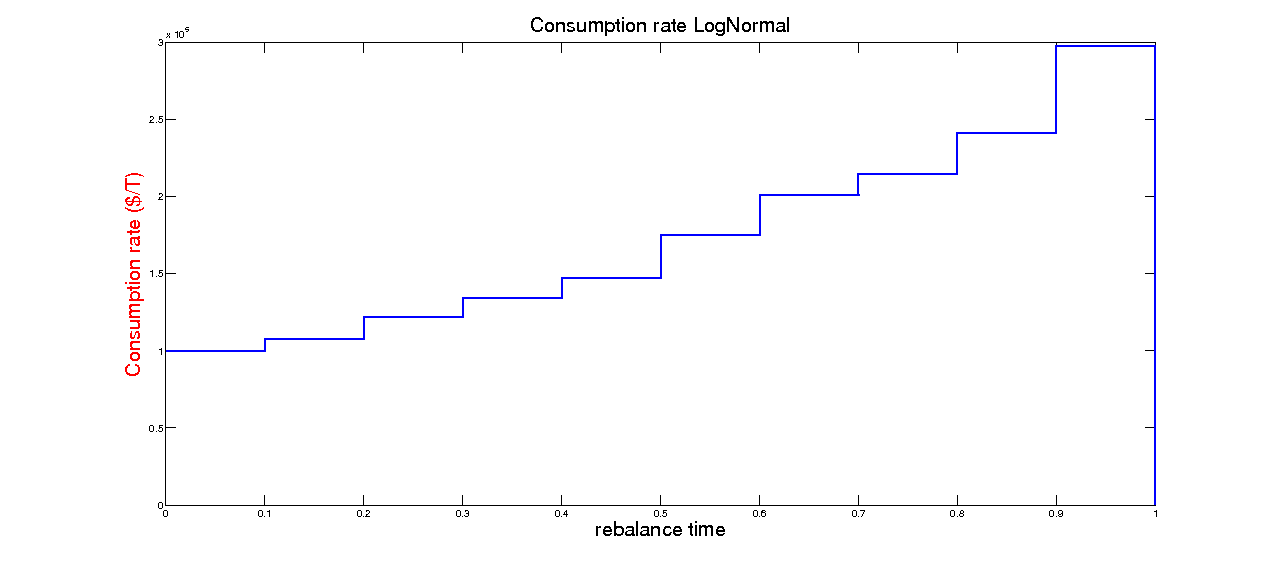 Consumption rate LogNormal
x 10^5
3
2.5
2
1.5
1
0.5
0
Consumption rate ($/T)
0 0.1 0.2 0.3 0.4 0.5 0.6 0.7 0.8 0.9 1
rebalance time